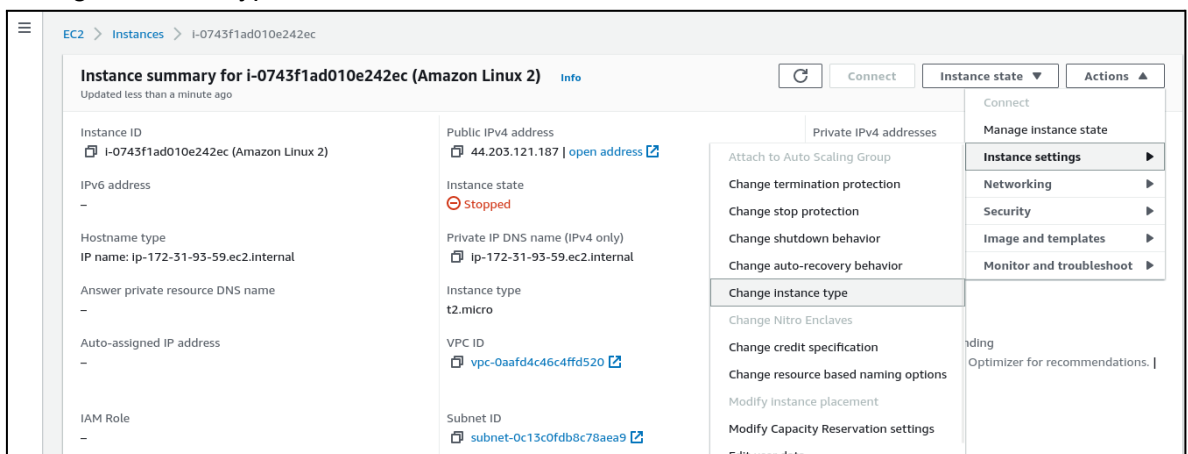 EC2 > Instances > i-0743f1ad010e242ec
Instance summary for i-0743f1ad010e242ec (Amazon Linux 2) Info
Updated less than a minute ago
Connect
Instance state
Actions
Connect
Manage instance state
Instance settings
Networking
Security
Image and templates
Monitor and troubleshoot
Attach to Auto Scaling Group
Change termination protection
Change stop protection
Change shutdown behavior
Change auto-recovery behavior
Change instance type
Change Nitro Enclaves
Change credit specification
Change resource based naming options
Modify instance placement
Modify Capacity Reservation settings
Instance ID
i-0743f1ad010e242ec (Amazon Linux 2)
Public IPv4 address
44.203.121.187 | open address
Private IPv4 addresses
IPv6 address
–
Instance state
Stopped
Hostname type
IP name: ip-172-31-93-59.ec2.internal
Private IP DNS name (IPv4 only)
ip-172-31-93-59.ec2.internal
Answer private resource DNS name
–
Instance type
t2.micro
Auto-assigned IP address
–
VPC ID
vpc-0aafd4c46c4ffd520
Optimizer for recommendations. |
IAM Role
–
Subnet ID
subnet-0c13c0fdb8c78aea9